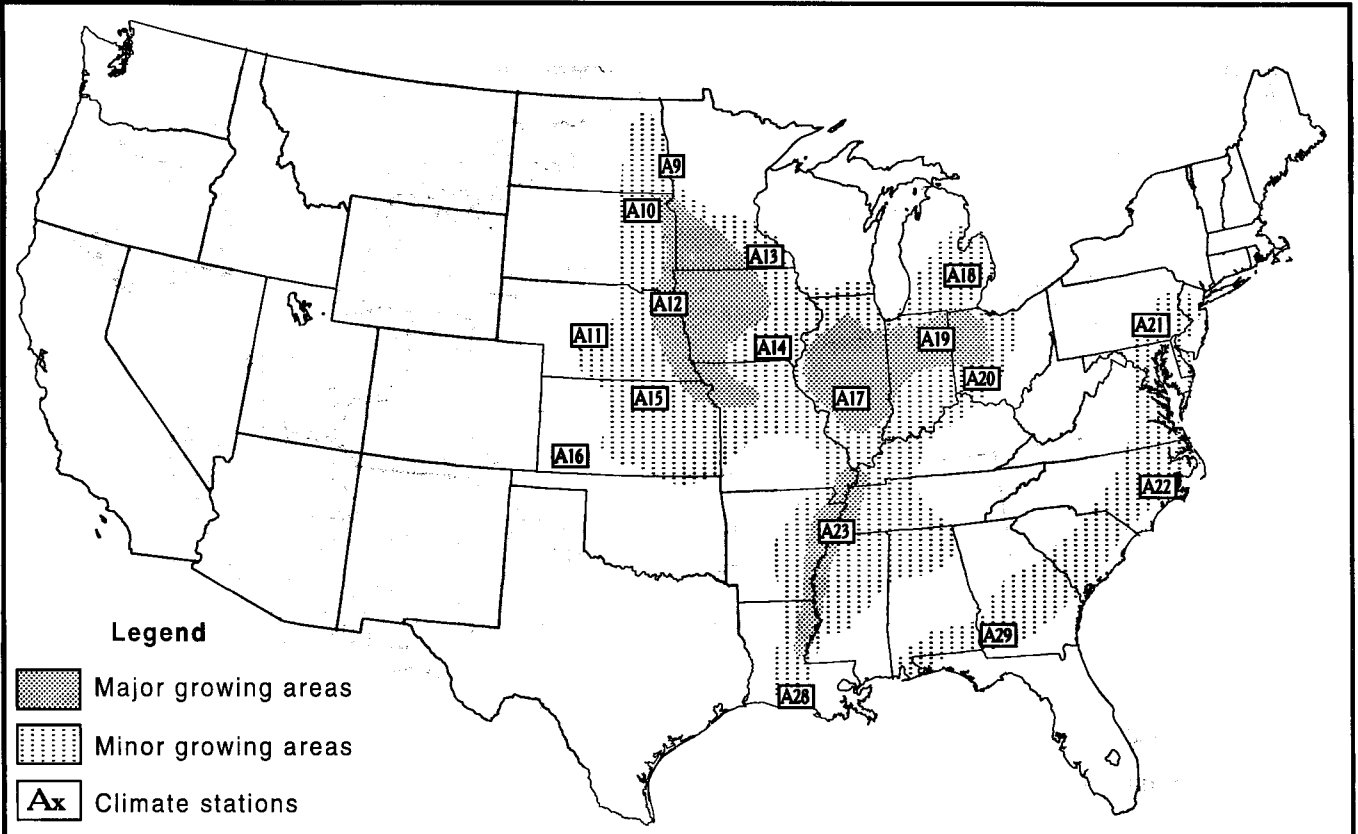 A9
A10
A13
A18
A12
A11
A14
A19
A21
A20
A15
A17
A16
A22
A23
A29
A28
Legend
Major growing areas
Minor growing areas
Ax Climate stations